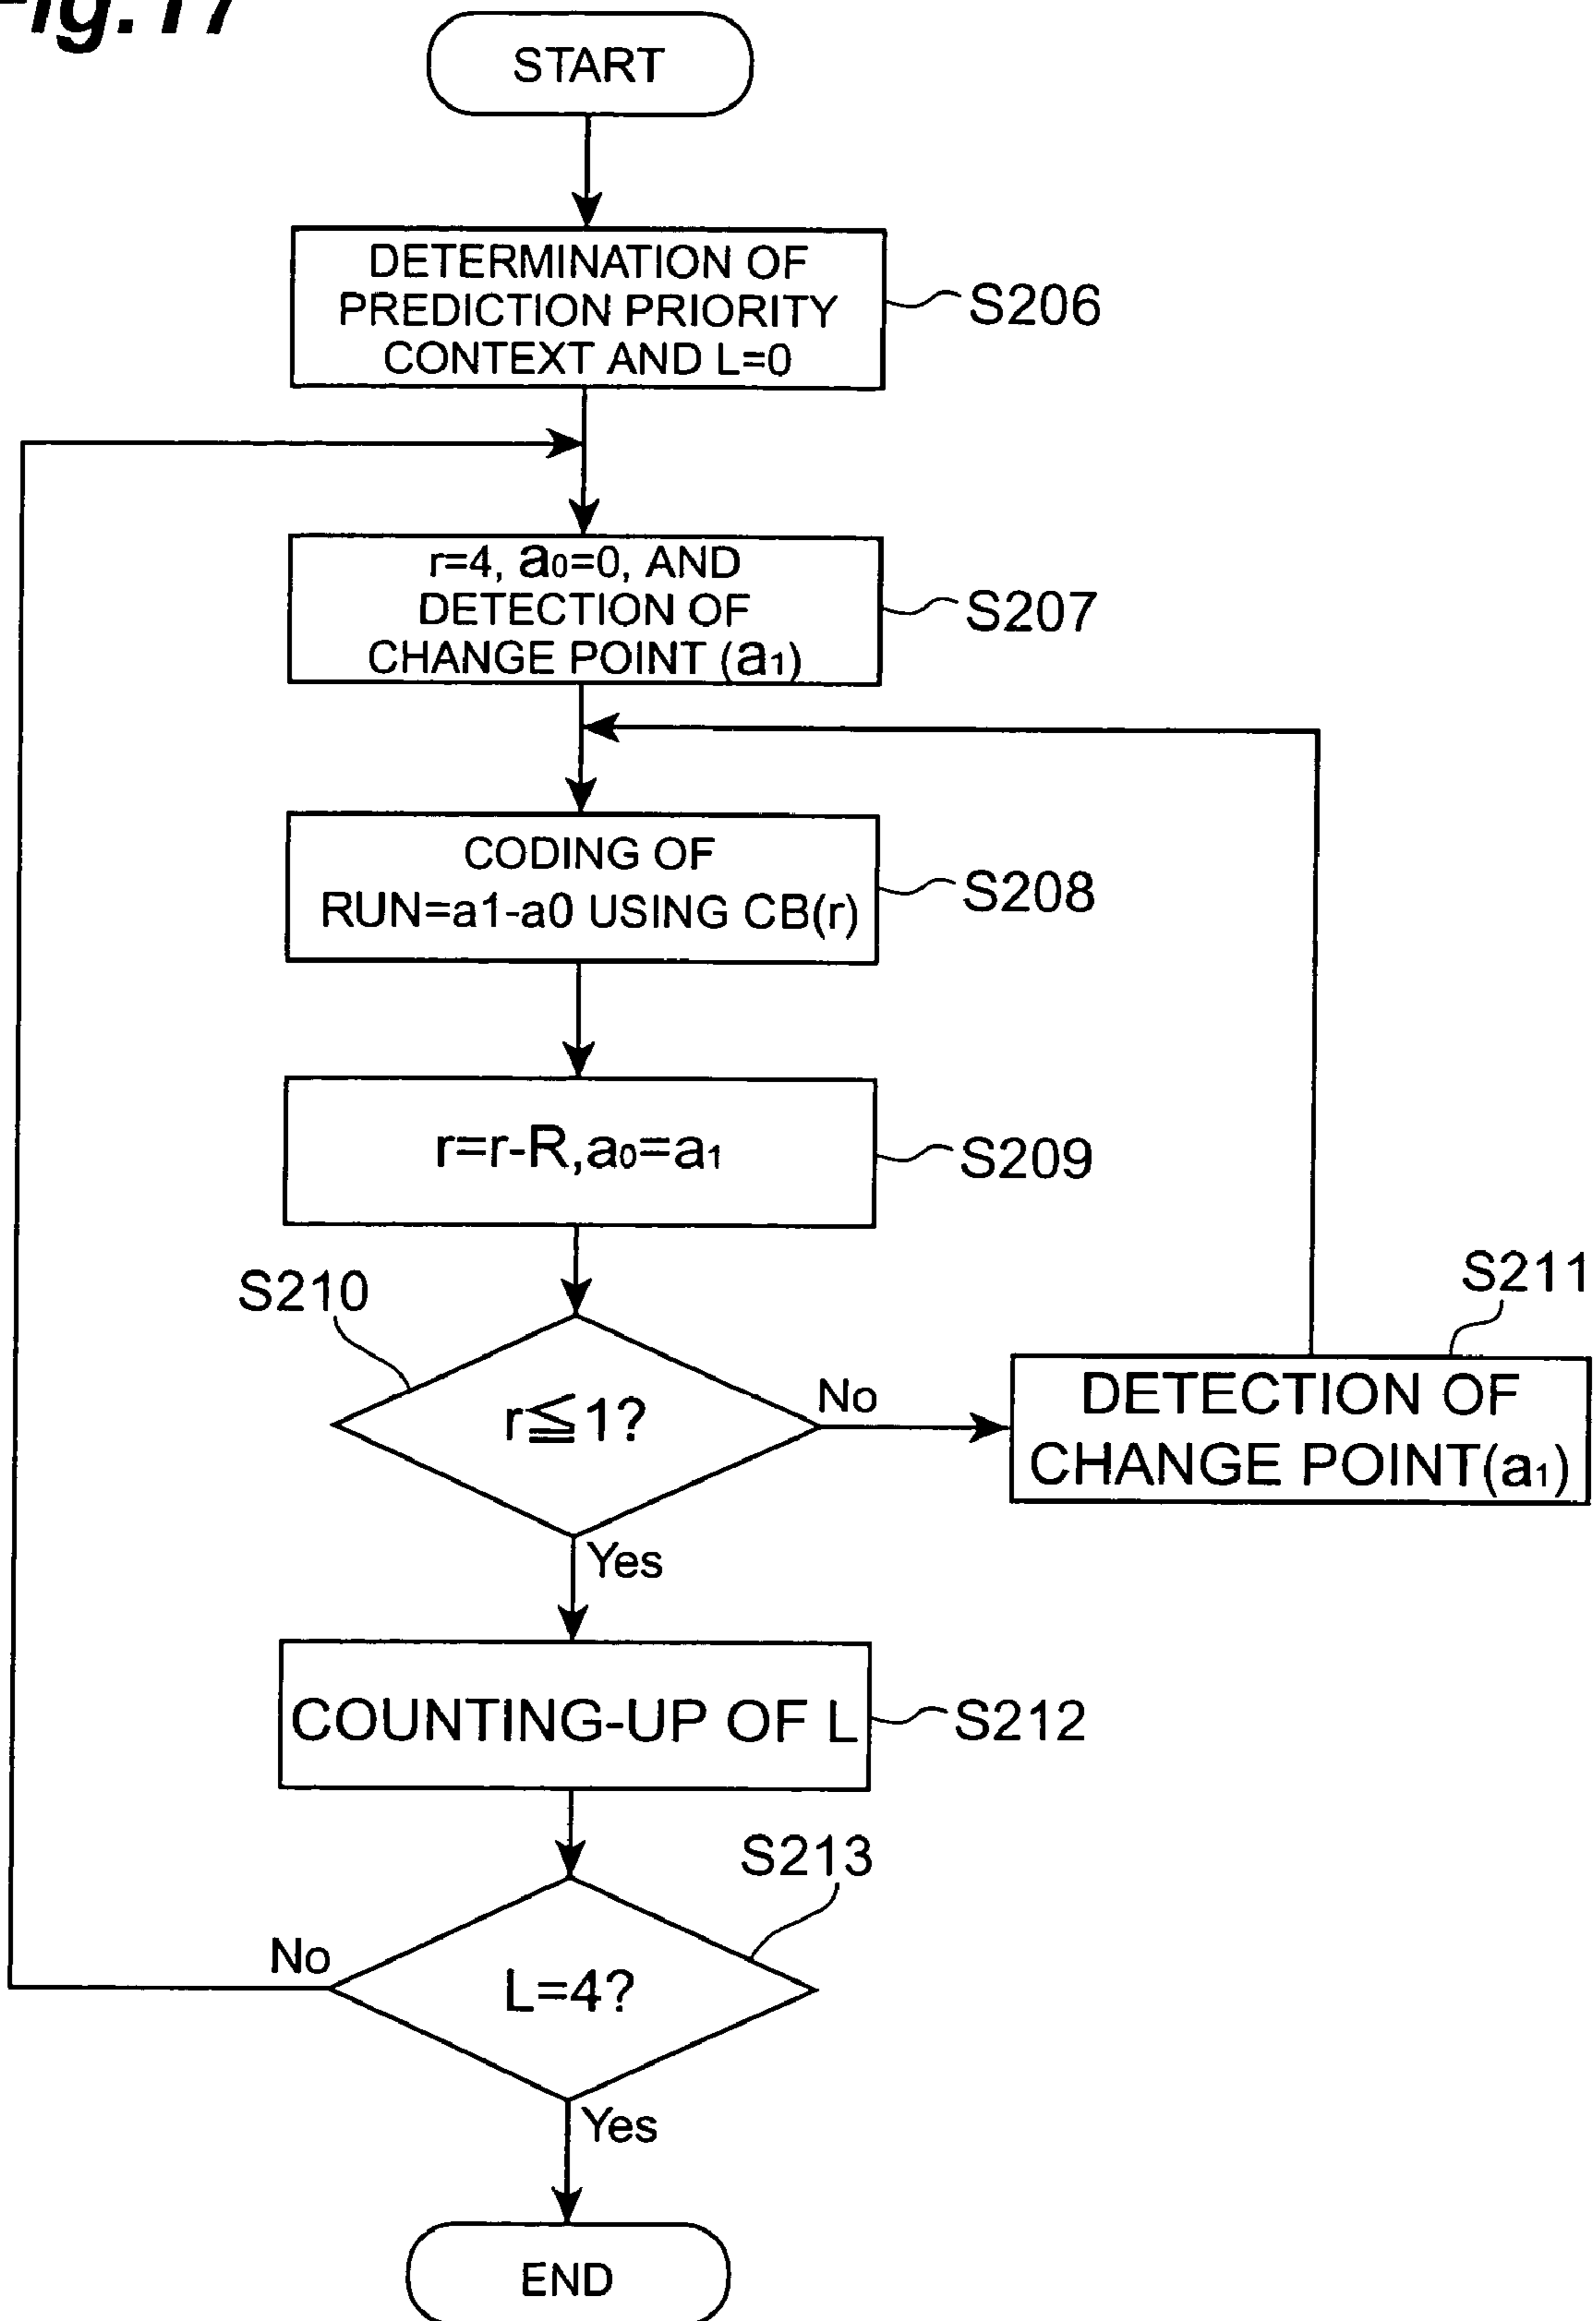 Fig. 17
START
DETERMINATION OF
PREDICTION PRIORITY
CONTEXT AND L=0
S206
r=4, a₀=0, AND
DETECTION OF
CHANGE POINT (a₁)
S207
CODING OF
RUN=a1-a0 USING CB(r)
S208
r=r-R,a₀=a₁
S209
S210
r≦1?
No
S211
DETECTION OF
CHANGE POINT(a₁)
Yes
COUNTING-UP OF L
S212
S213
No
L=4?
Yes
END